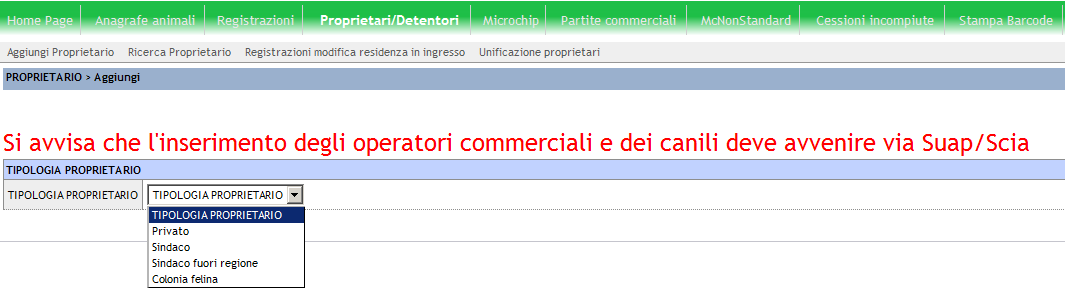 Home Page Anagrafe animali Registrazioni Proprietari/Detentori Microchip Partite commerciali McNonStandard Cessioni incompiute Stampa Barcode
Aggiungi Proprietario Ricerca Proprietario Registrazioni modifica residenza in ingresso Unificazione proprietari
PROPRIETARIO > Aggiungi
Si avvisa che l'inserimento degli operatori commerciali e dei canili deve avvenire via Suap/Scia
TIPOLOGIA PROPRIETARIO
TIPOLOGIA PROPRIETARIO TIPOLOGIA PROPRIETARIO
TIPOLOGIA PROPRIETARIO
Privato
Sindaco
Sindaco fuori regione
Colonia felina